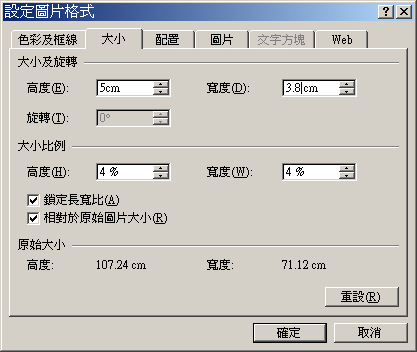 設定圖片格式
色彩及框線 大小 配置 圖片 文字方塊 Web
大小及旋轉
高度(E): 5cm 寬度(D): 3.8cm
旋轉(T): 0°
大小比例
高度(H): 4 % 寬度(W): 4 %
鎖定長寬比(A)
相對於原始圖片大小(R)
原始大小
高度: 107.24 cm 寬度: 71.12 cm
重設(R)
確定 取消